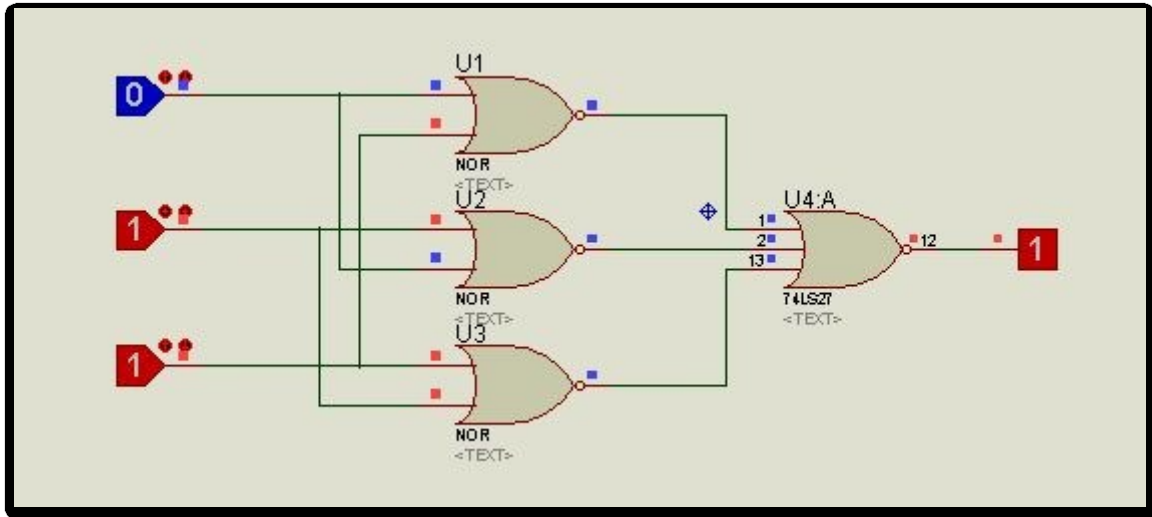 U1
0
NOR
<TEXT>
U2
U4:A
1
1
2
12
1
13
NOR
74LS27
<TEXT>
<TEXT>
U3
1
NOR
<TEXT>